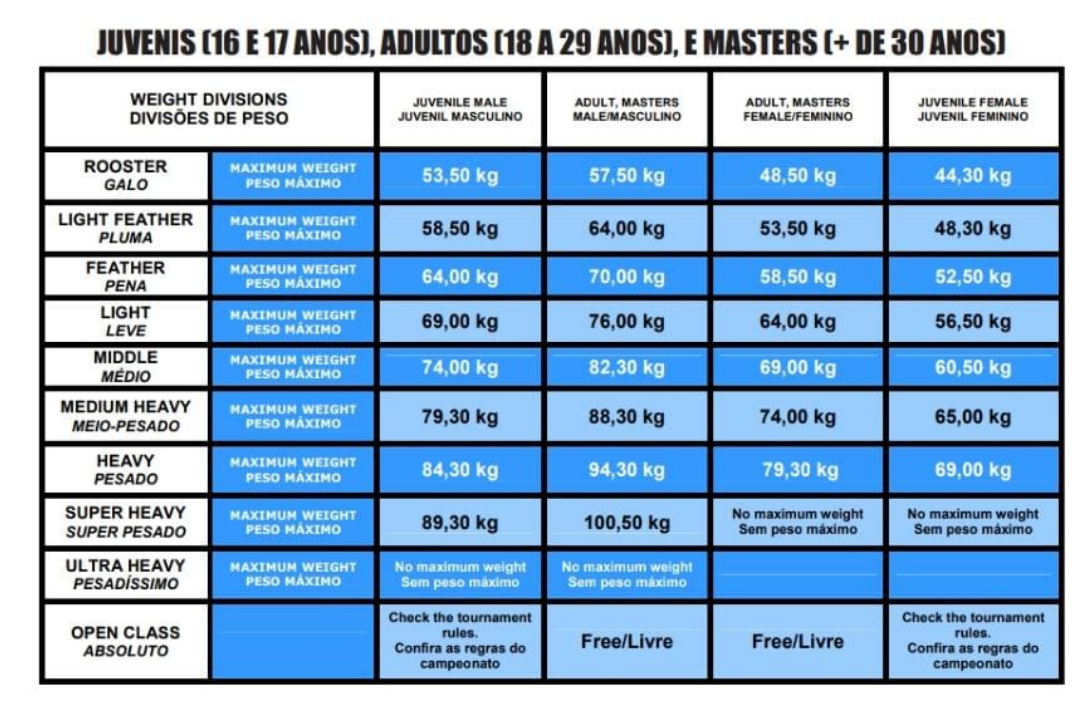 JUVENIS (16 E 17 ANOS), ADULTOS (18 A 29 ANOS), E MASTERS (+ DE 30 ANOS)
WEIGHT DIVISIONS
DIVISÕES DE PESO
JUVENILE MALE
JUVENIL MASCULINO
ADULT, MASTERS
MALE/MASCULINO
ADULT, MASTERS
FEMALE/FEMININO
JUVENILE FEMALE
JUVENIL FEMININO
ROOSTER
GALO
MAXIMUM WEIGHT
PESO MÁXIMO
53,50 kg
57,50 kg
48,50 kg
44,30 kg
LIGHT FEATHER
PLUMA
MAXIMUM WEIGHT
PESO MÁXIMO
58,50 kg
64,00 kg
53,50 kg
48,30 kg
FEATHER
PENA
MAXIMUM WEIGHT
PESO MÁXIMO
64,00 kg
70,00 kg
58,50 kg
52,50 kg
LIGHT
LEVE
MAXIMUM WEIGHT
PESO MÁXIMO
69,00 kg
76,00 kg
64,00 kg
56,50 kg
MIDDLE
MÉDIO
MAXIMUM WEIGHT
PESO MÁXIMO
74,00 kg
82,30 kg
69,00 kg
60,50 kg
MEDIUM HEAVY
MEIO-PESADO
MAXIMUM WEIGHT
PESO MÁXIMO
79,30 kg
88,30 kg
74,00 kg
65,00 kg
HEAVY
PESADO
MAXIMUM WEIGHT
PESO MÁXIMO
84,30 kg
94,30 kg
79,30 kg
69,00 kg
SUPER HEAVY
SUPER PESADO
MAXIMUM WEIGHT
PESO MÁXIMO
89,30 kg
100,50 kg
No maximum weight
Sem peso máximo
No maximum weight
Sem peso máximo
ULTRA HEAVY
PESADÍSSIMO
MAXIMUM WEIGHT
PESO MÁXIMO
No maximum weight
Sem peso máximo
No maximum weight
Sem peso máximo
OPEN CLASS
ABSOLUTO
Check the tournament
rules.
Confira as regras do
campeonato
Free/Livre
Free/Livre
Check the tournament
rules.
Confira as regras do
campeonato